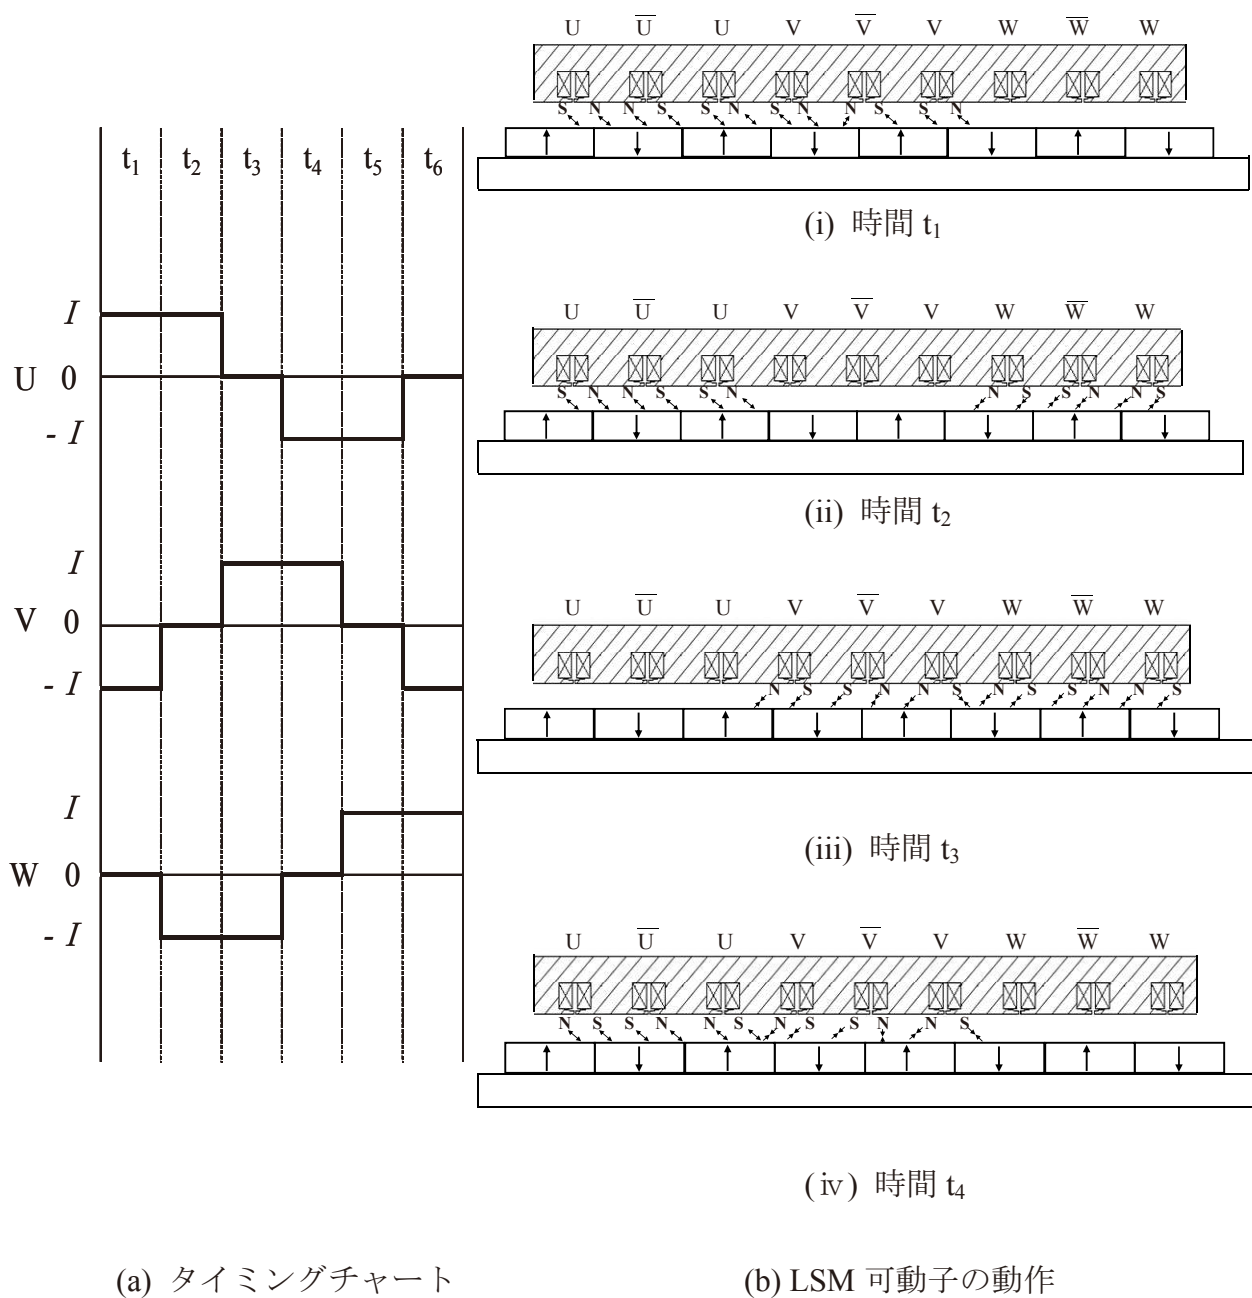 t1 t2 t3 t4 t5 t6
I
U 0
- I
I
V 0
- I
I
W 0
- I
(a) タイミングチャート
U U̅ U V V̅ V W W̅ W
S N N S S N S N N S S N
(i) 時間 t1
U U̅ U V V̅ V W W̅ W
S N N S S N N S S N N S
(ii) 時間 t2
U U̅ U V V̅ V W W̅ W
N S S N N S N S S N N S
(iii) 時間 t3
U U̅ U V V̅ V W W̅ W
N S S N N S N S S N N S
(ⅳ) 時間 t4
(b) LSM 可動子の動作